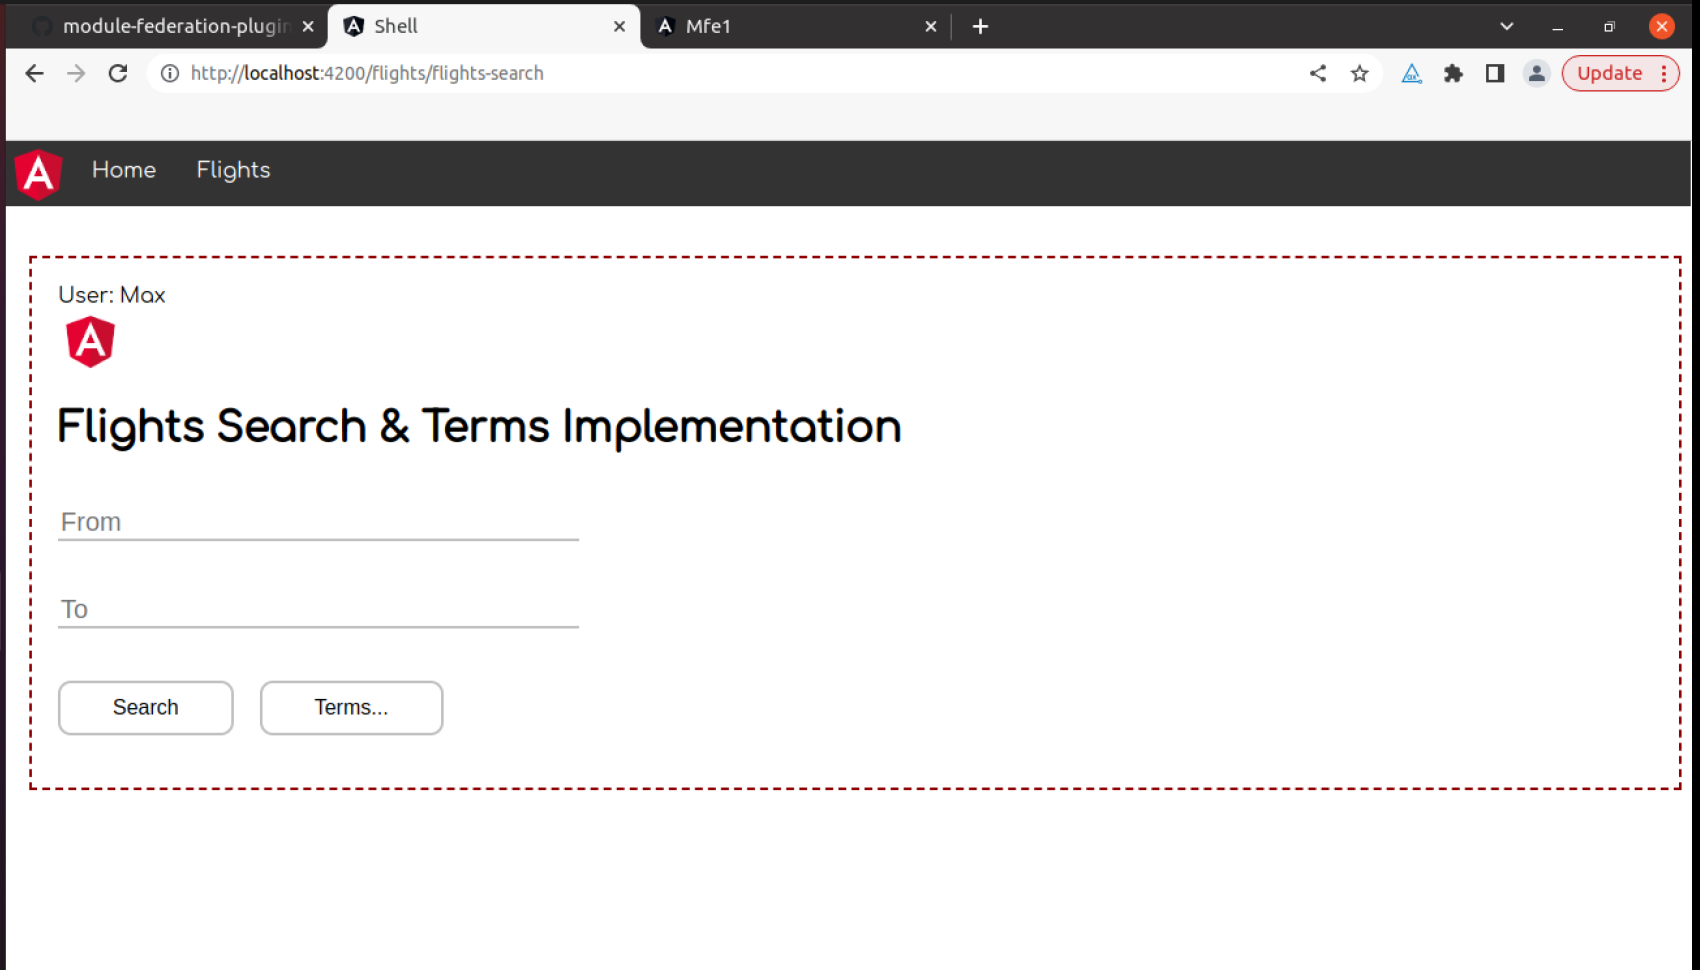 module-federation-plugin
Shell
Mfe1
http://localhost:4200/flights/flights-search
Update
Home
Flights
User: Max
Flights Search & Terms Implementation
From
To
Search
Terms...